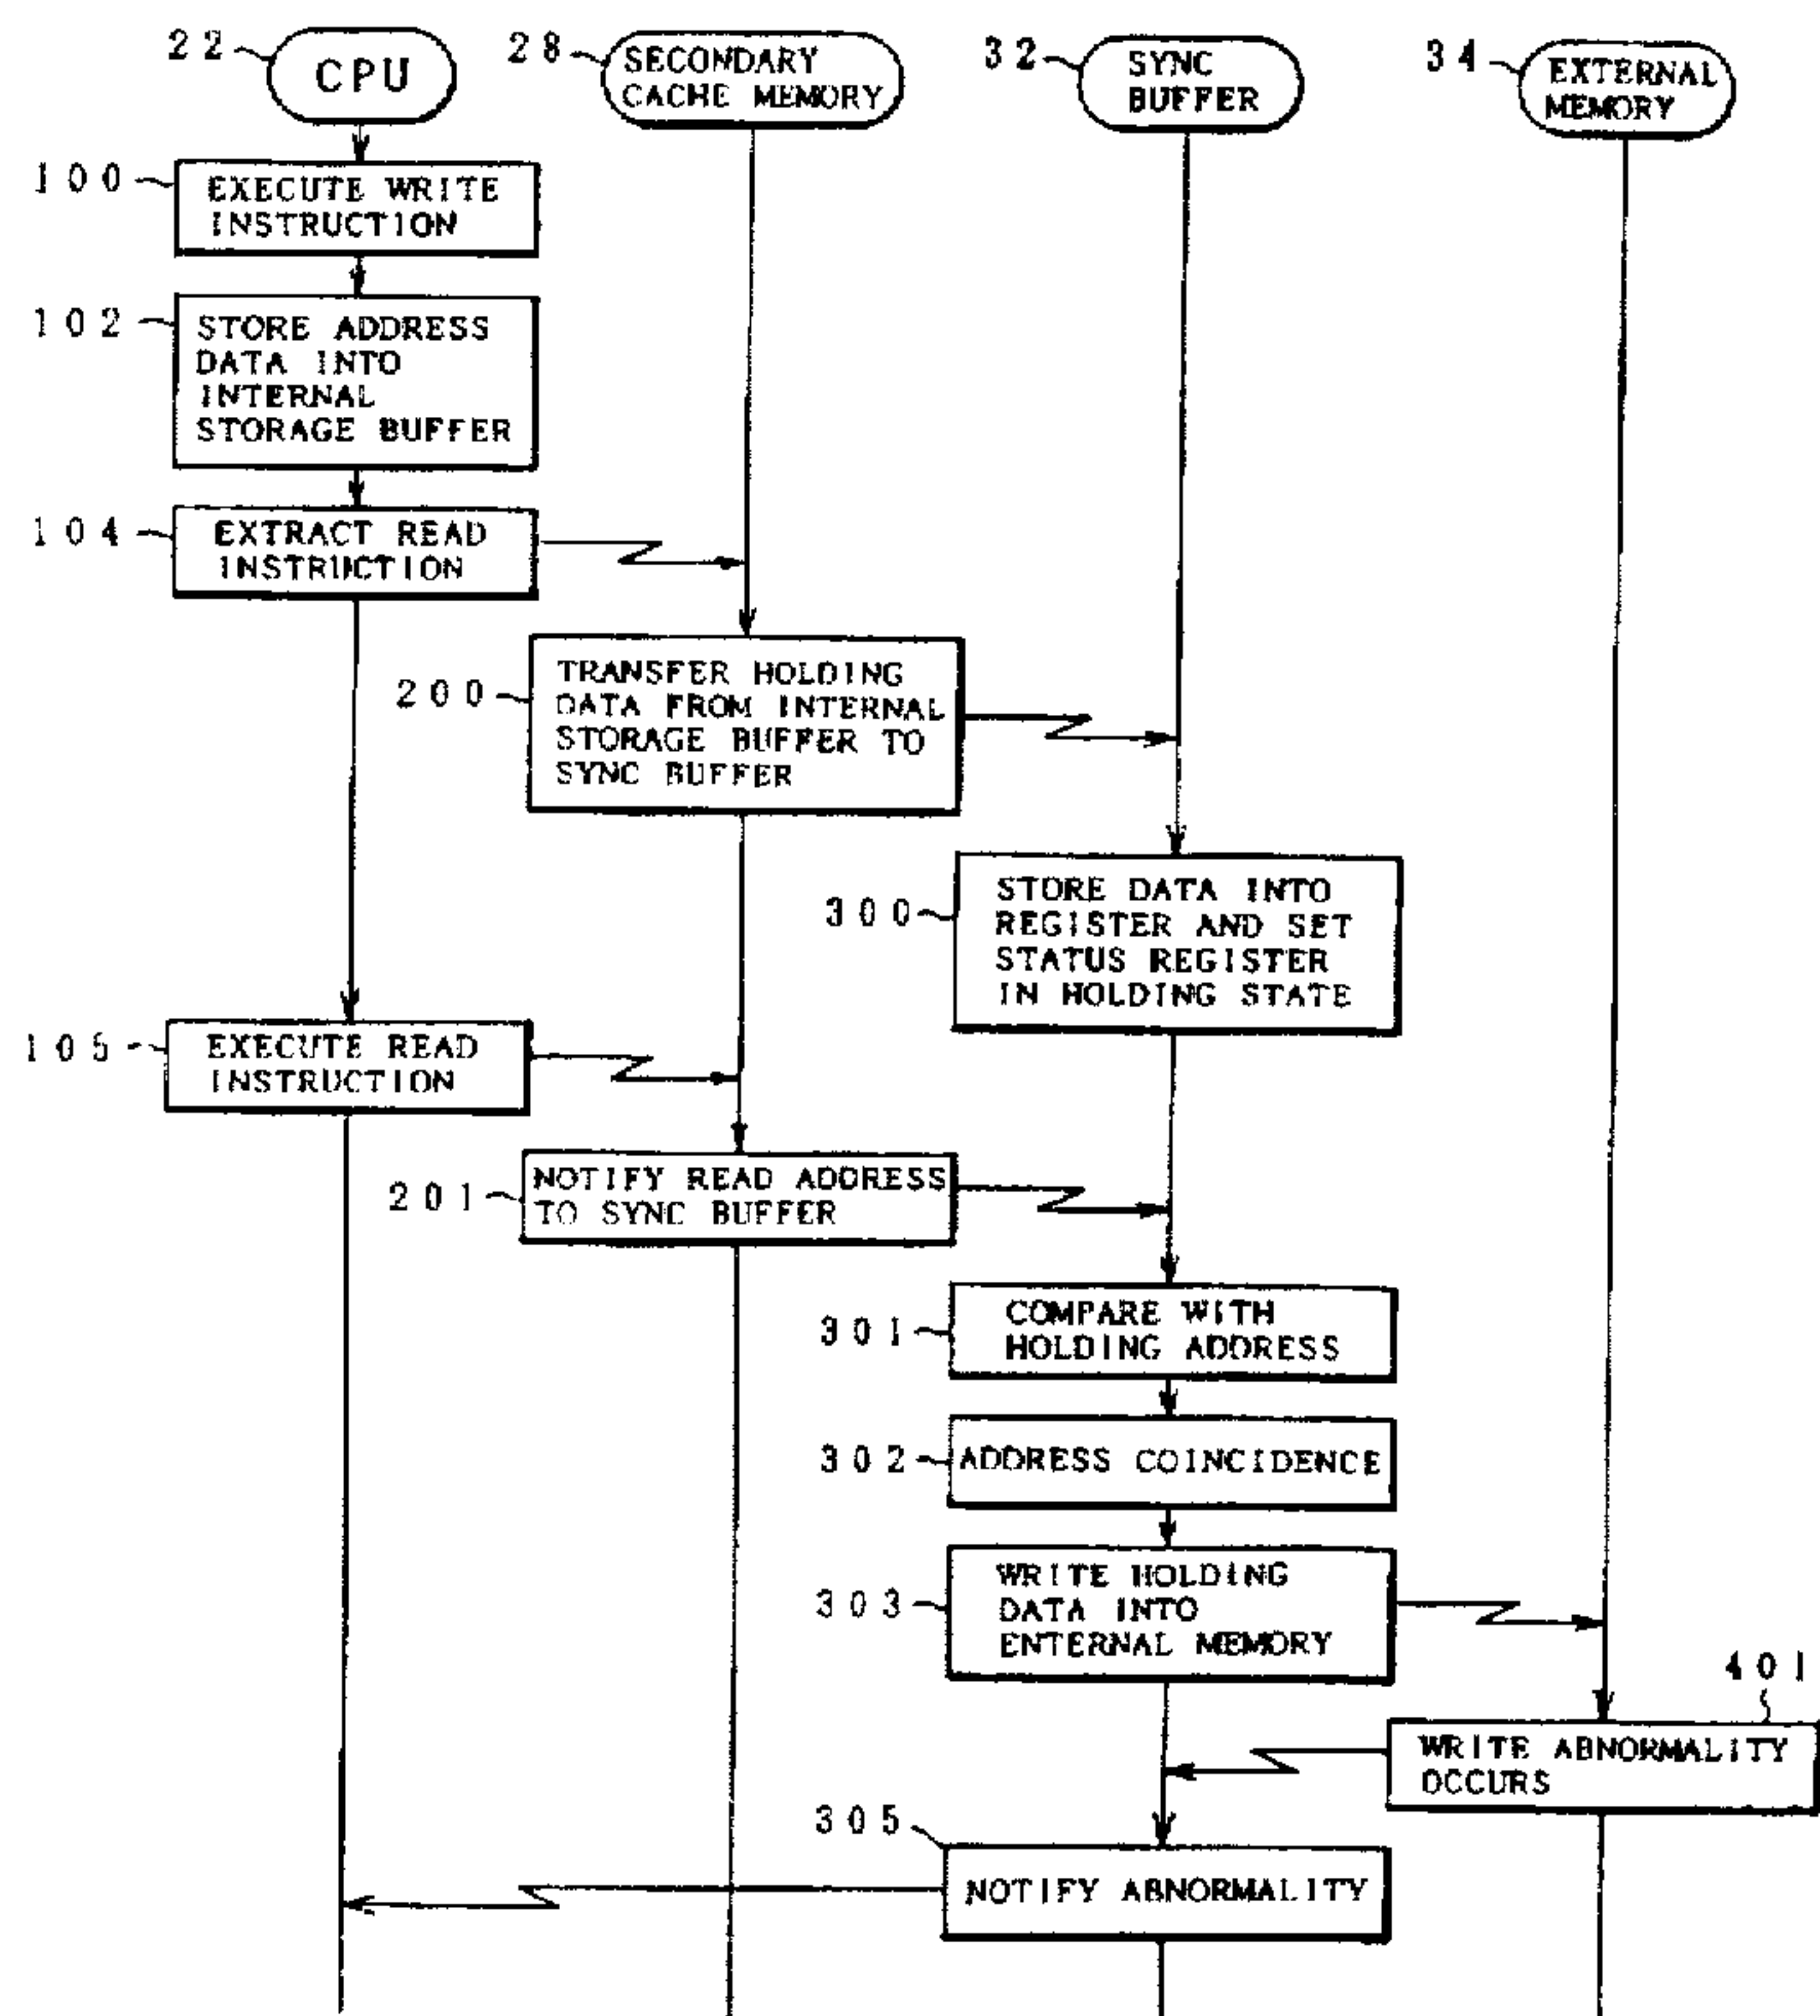 22
CPU
28
SECONDARY
CACHE MEMORY
32
SYNC
BUFFER
34
EXTERNAL
MEMORY
100
EXECUTE WRITE
INSTRUCTION
102
STORE ADDRESS
DATA INTO
INTERNAL
STORAGE BUFFER
104
EXTRACT READ
INSTRUCTION
200
TRANSFER HOLDING
DATA FROM INTERNAL
STORAGE BUFFER TO
SYNC BUFFER
300
STORE DATA INTO
REGISTER AND SET
STATUS REGISTER
IN HOLDING STATE
105
EXECUTE READ
INSTRUCTION
201
NOTIFY READ ADDRESS
TO SYNC BUFFER
301
COMPARE WITH
HOLDING ADDRESS
302
ADDRESS COINCIDENCE
303
WRITE HOLDING
DATA INTO
ENTERNAL MEMORY
401
WRITE ABNORMALITY
OCCURS
305
NOTIFY ABNORMALITY